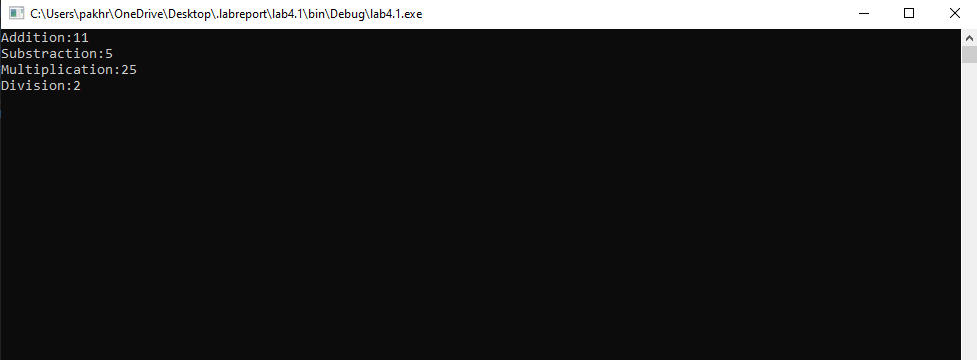 C:\Users\pakhr\OneDrive\Desktop\.labreport\lab4.1\bin\Debug\lab4.1.exe
Addition:11
Substraction:5
Multiplication:25
Division:2